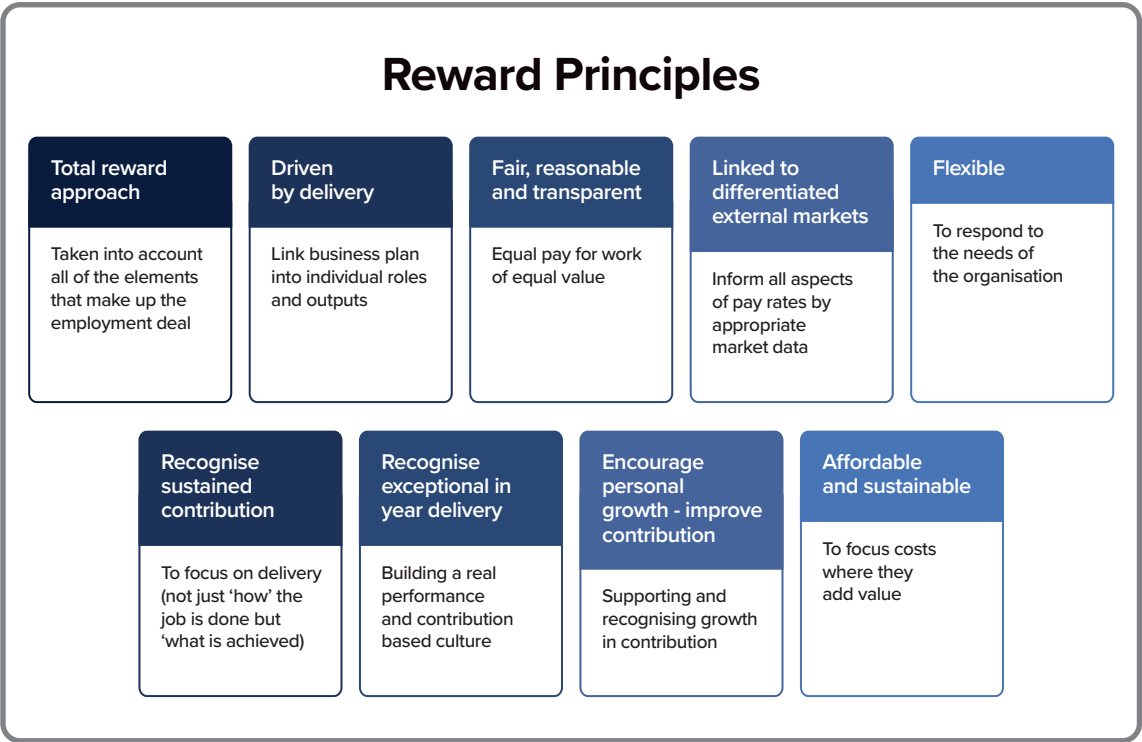 Reward Principles
Total reward
approach
Taken into account
all of the elements
that make up the
employment deal
Driven
by delivery
Link business plan
into individual roles
and outputs
Fair, reasonable
and transparent
Equal pay for work
of equal value
Linked to
differentiated
external markets
Inform all aspects
of pay rates by
appropriate
market data
Flexible
To respond to
the needs of
the organisation
Recognise
sustained
contribution
To focus on delivery
(not just ‘how’ the
job is done but
‘what is achieved)
Recognise
exceptional in
year delivery
Building a real
performance
and contribution
based culture
Encourage
personal
growth - improve
contribution
Supporting and
recognising growth
in contribution
Affordable
and sustainable
To focus costs
where they
add value